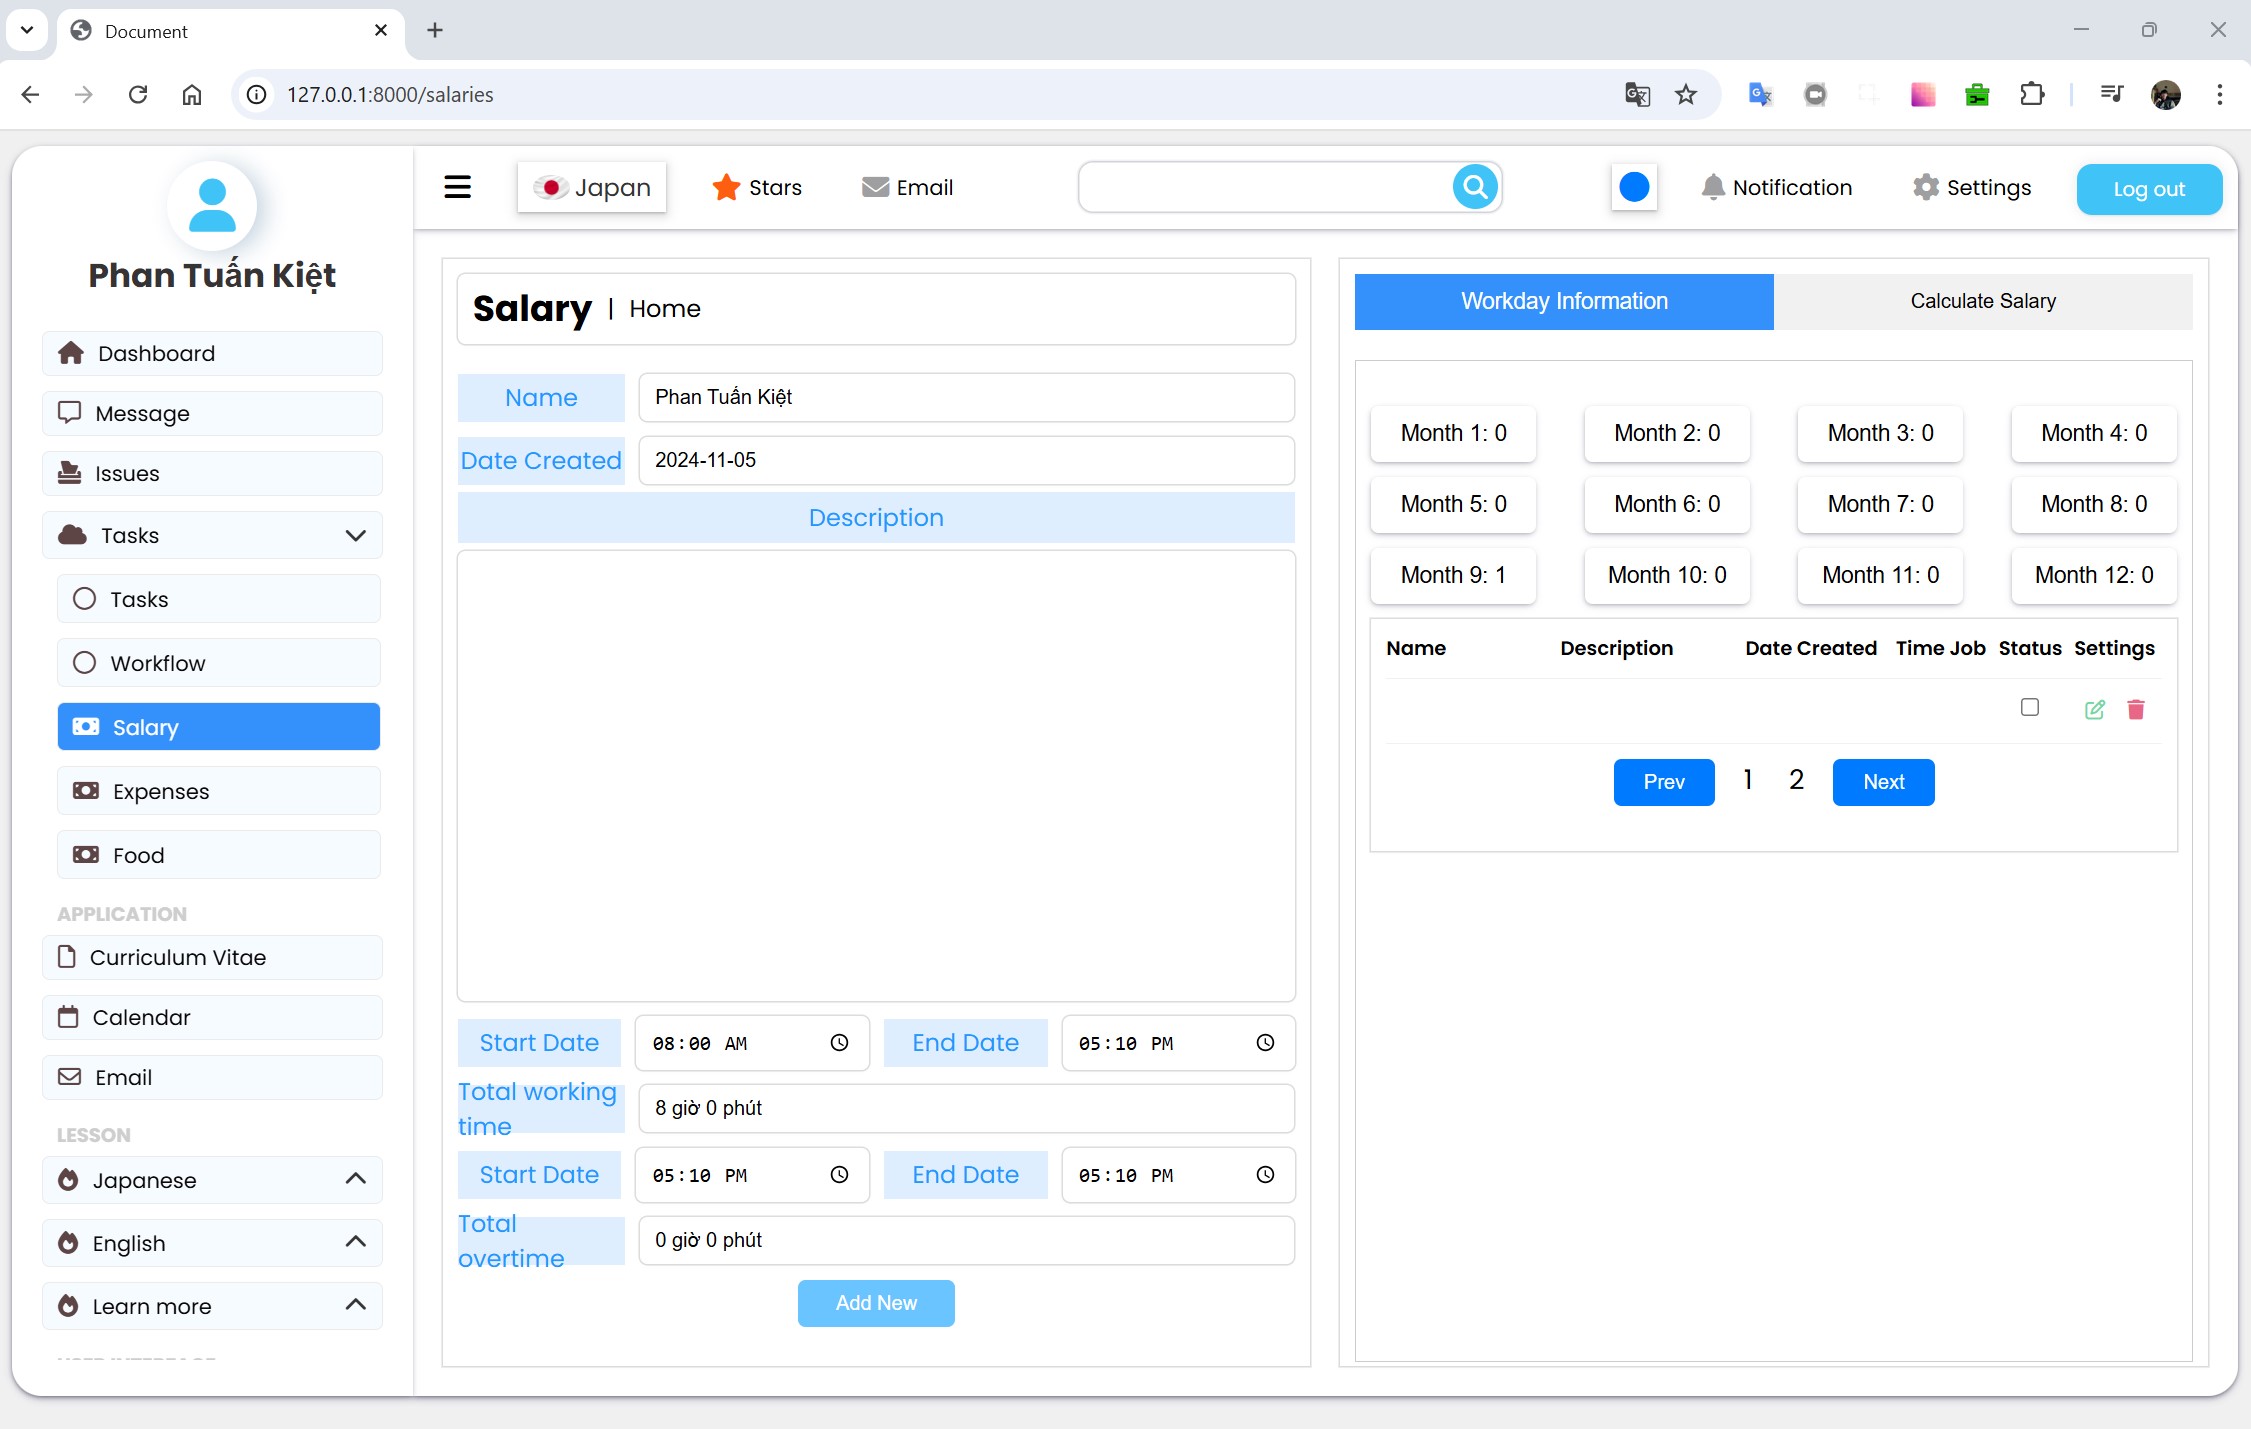 Document
127.0.0.1:8000/salaries
Phan Tuấn Kiệt
Dashboard
Message
Issues
Tasks
Tasks
Workflow
Salary
Expenses
Food
APPLICATION
Curriculum Vitae
Calendar
Email
LESSON
Japanese
English
Learn more
Japan
Stars
Email
Notification
Settings
Log out
Salary | Home
Name
Phan Tuấn Kiệt
Date Created
2024-11-05
Description
Start Date
08:00 AM
End Date
05:10 PM
Total working
time
8 giờ 0 phút
Start Date
05:10 PM
End Date
05:10 PM
Total
overtime
0 giờ 0 phút
Add New
Workday Information
Calculate Salary
Month 1: 0
Month 2: 0
Month 3: 0
Month 4: 0
Month 5: 0
Month 6: 0
Month 7: 0
Month 8: 0
Month 9: 1
Month 10: 0
Month 11: 0
Month 12: 0
Name Description Date Created Time Job Status Settings
Prev 1 2 Next